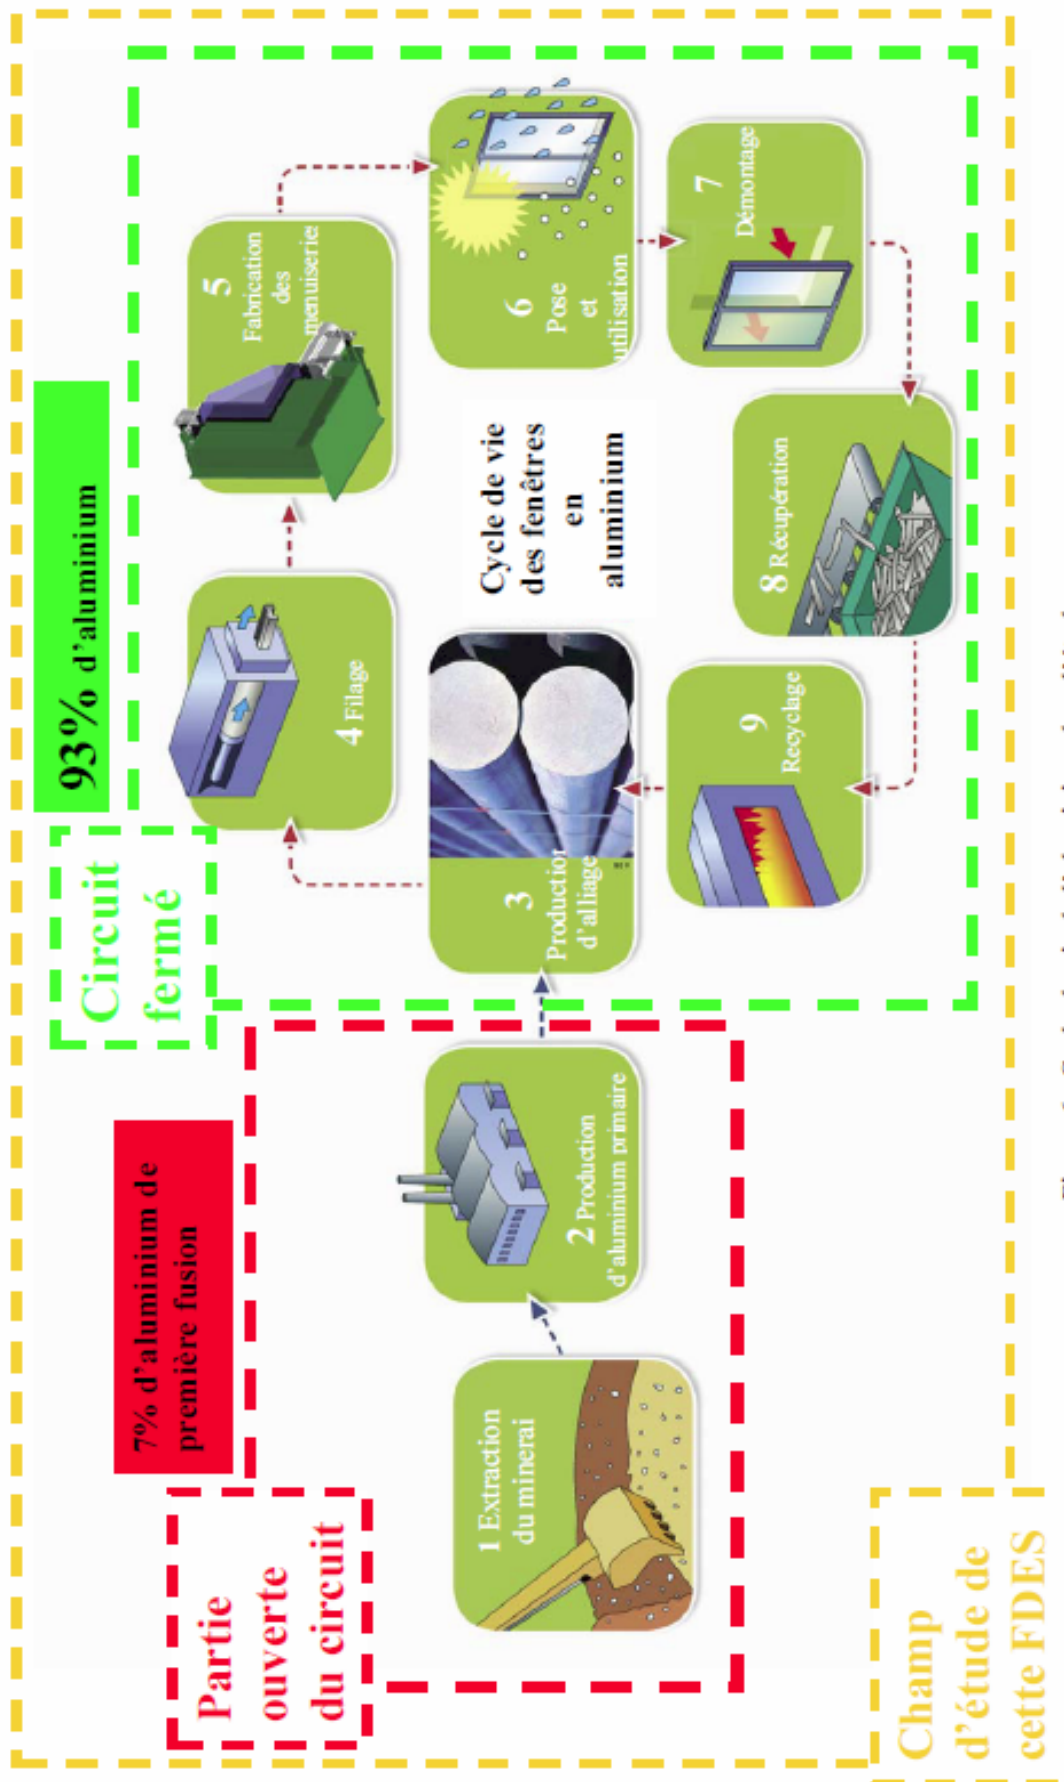 Partie
ouverte
du circuit
7% d'aluminium de
première fusion
Circuit
fermé
93% d'aluminium
1 Extraction
du minerai
2 Production
d'aluminium primaire
3
Production
d'alliage
4 Filage
5
Fabrication
des
menuiseries
6
Pose
et
utilisation
7
Démontage
8 Récupération
9
Recyclage
Cycle de vie
des fenêtres
en
aluminium
Champ
d'étude de
cette FDES